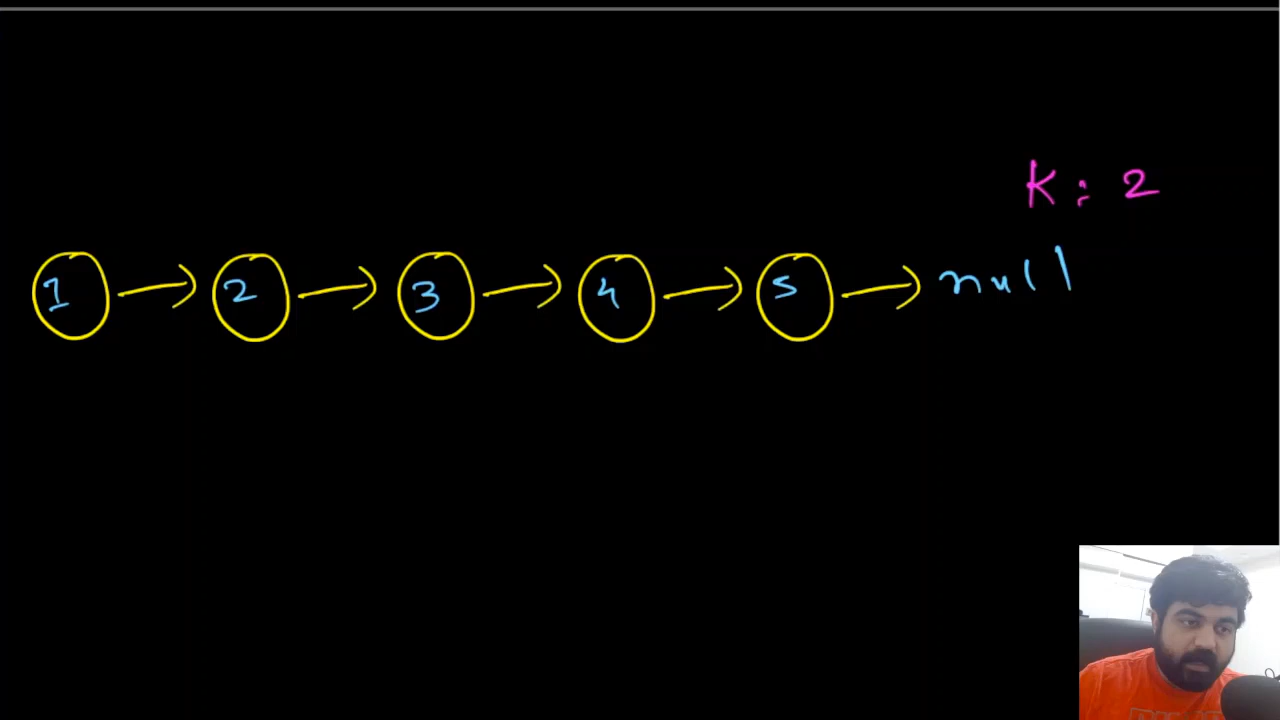 K: 2
1 → 2 → 3 → 4 → 5 → null